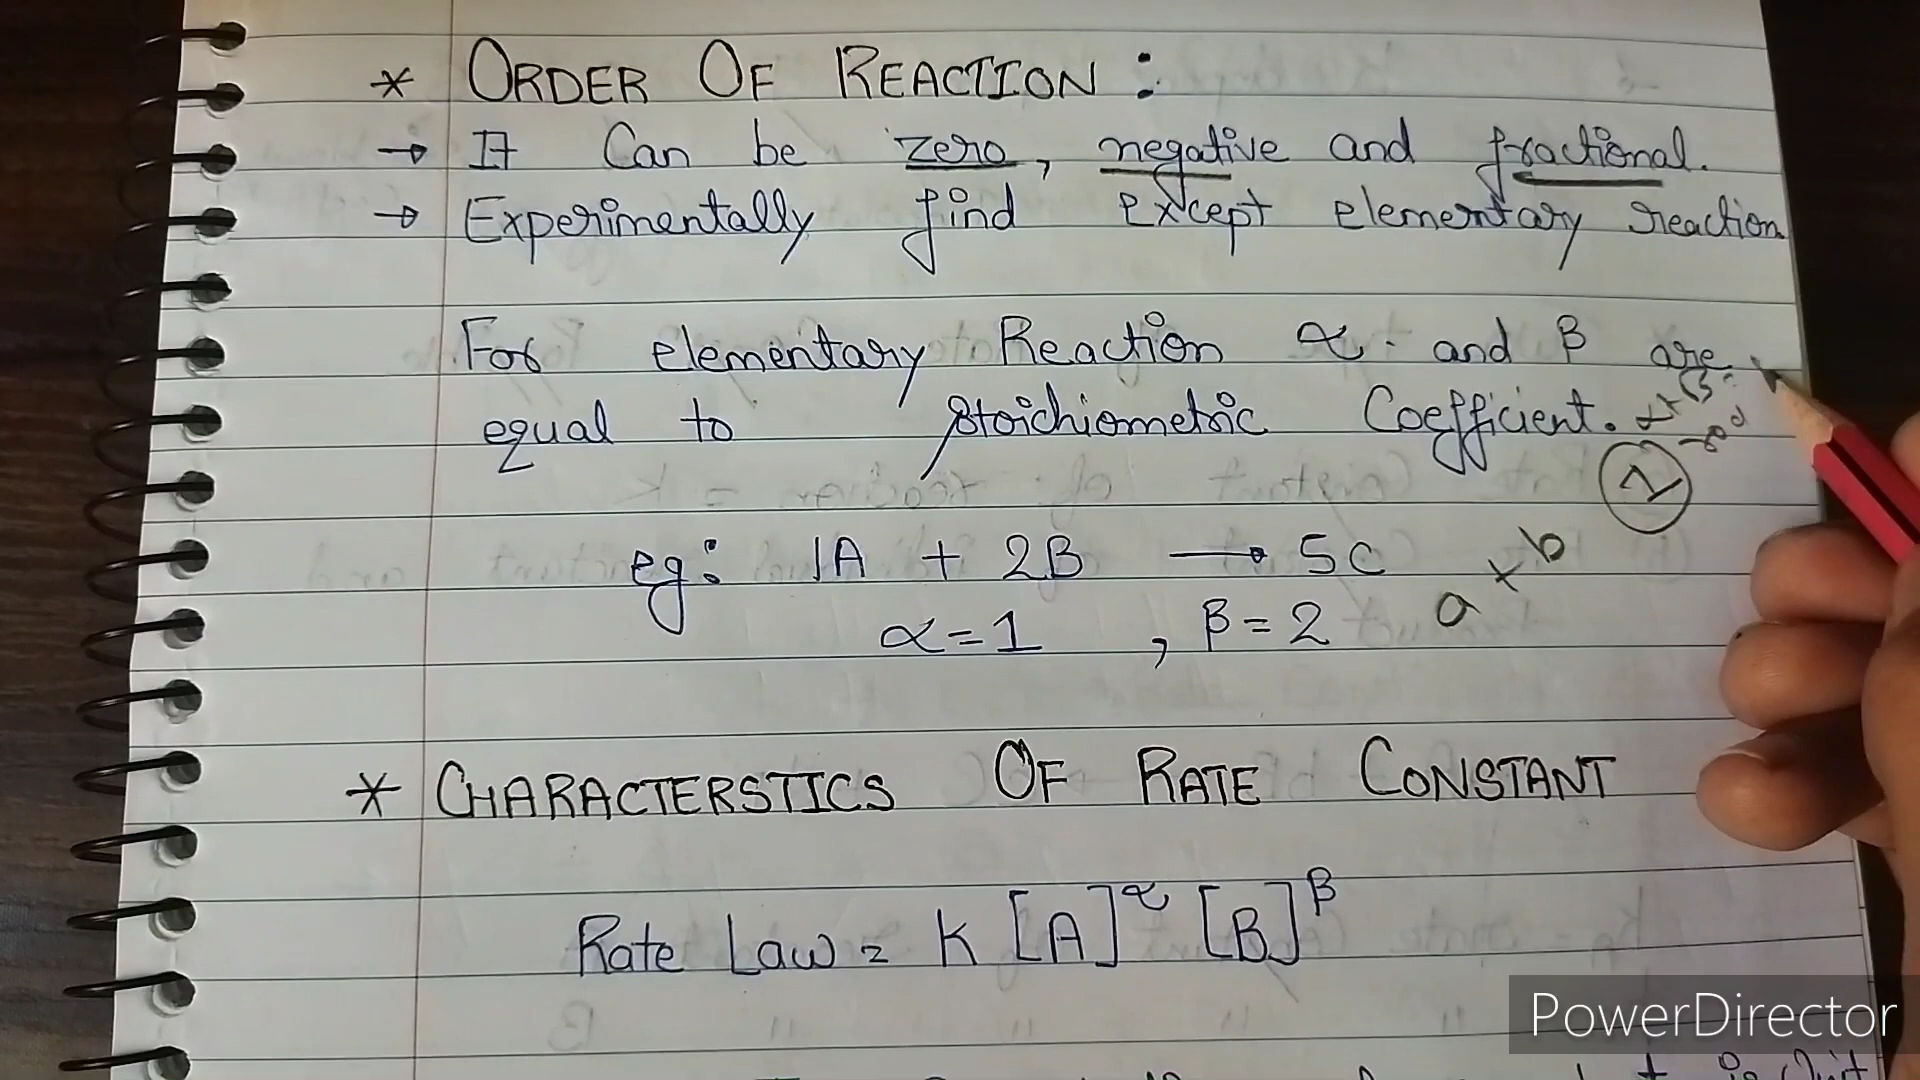 * ORDER OF REACTION :
→ It Can be zero, negative and fractional.
→ Experimentally find except elementary reaction
For elementary Reaction α and β are
equal to stoichiometric Coefficient. α+β
eg: 1A + 2B → 5C a+b
α=1 , β=2
* CHARACTERSTICS OF RATE CONSTANT
Rate Law = K [A]^α [B]^β
PowerDirector